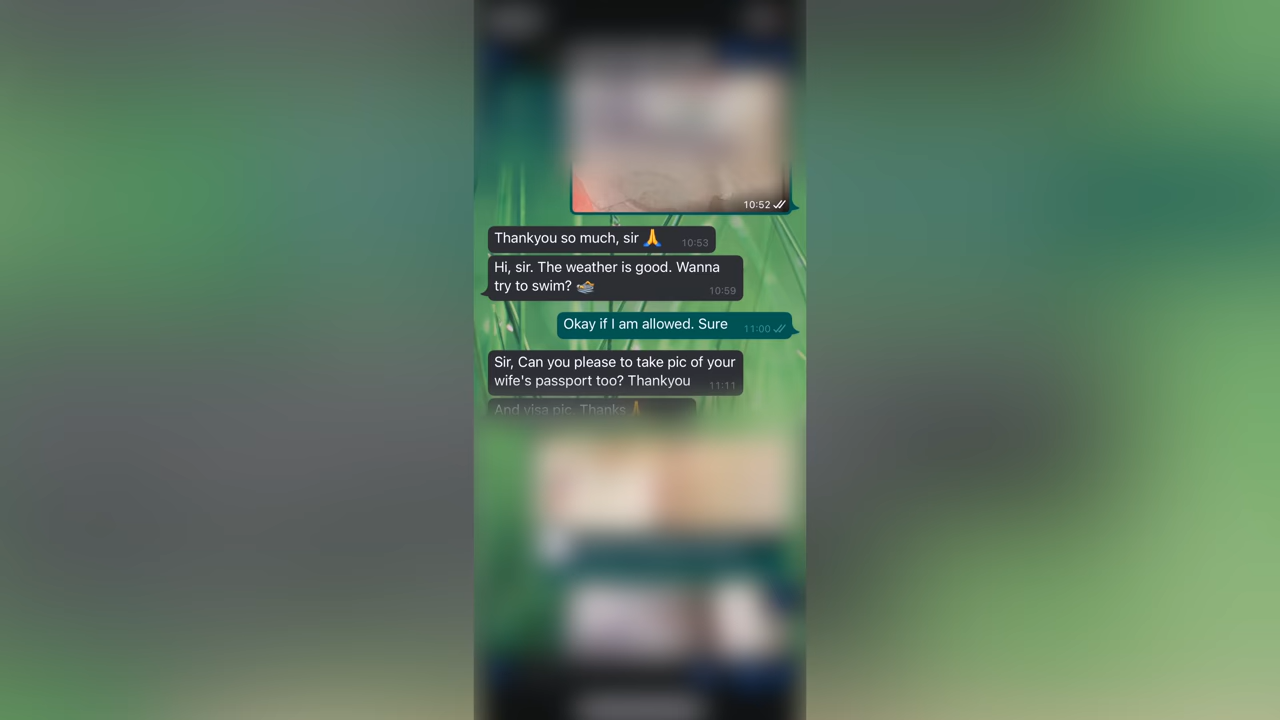 10:52
Thankyou so much, sir 🙏 10:53
Hi, sir. The weather is good. Wanna
try to swim? 🏊 10:59
Okay if I am allowed. Sure 11:00
Sir, Can you please to take pic of your
wife's passport too? Thankyou 11:11
And visa pic. Thanks 🙏